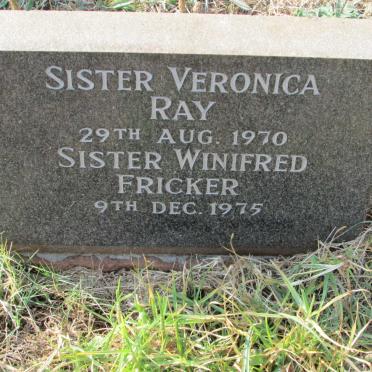 SISTER VERONICA
RAY
29TH AUG. 1970
SISTER WINIFRED
FRICKER
9TH DEC. 1975